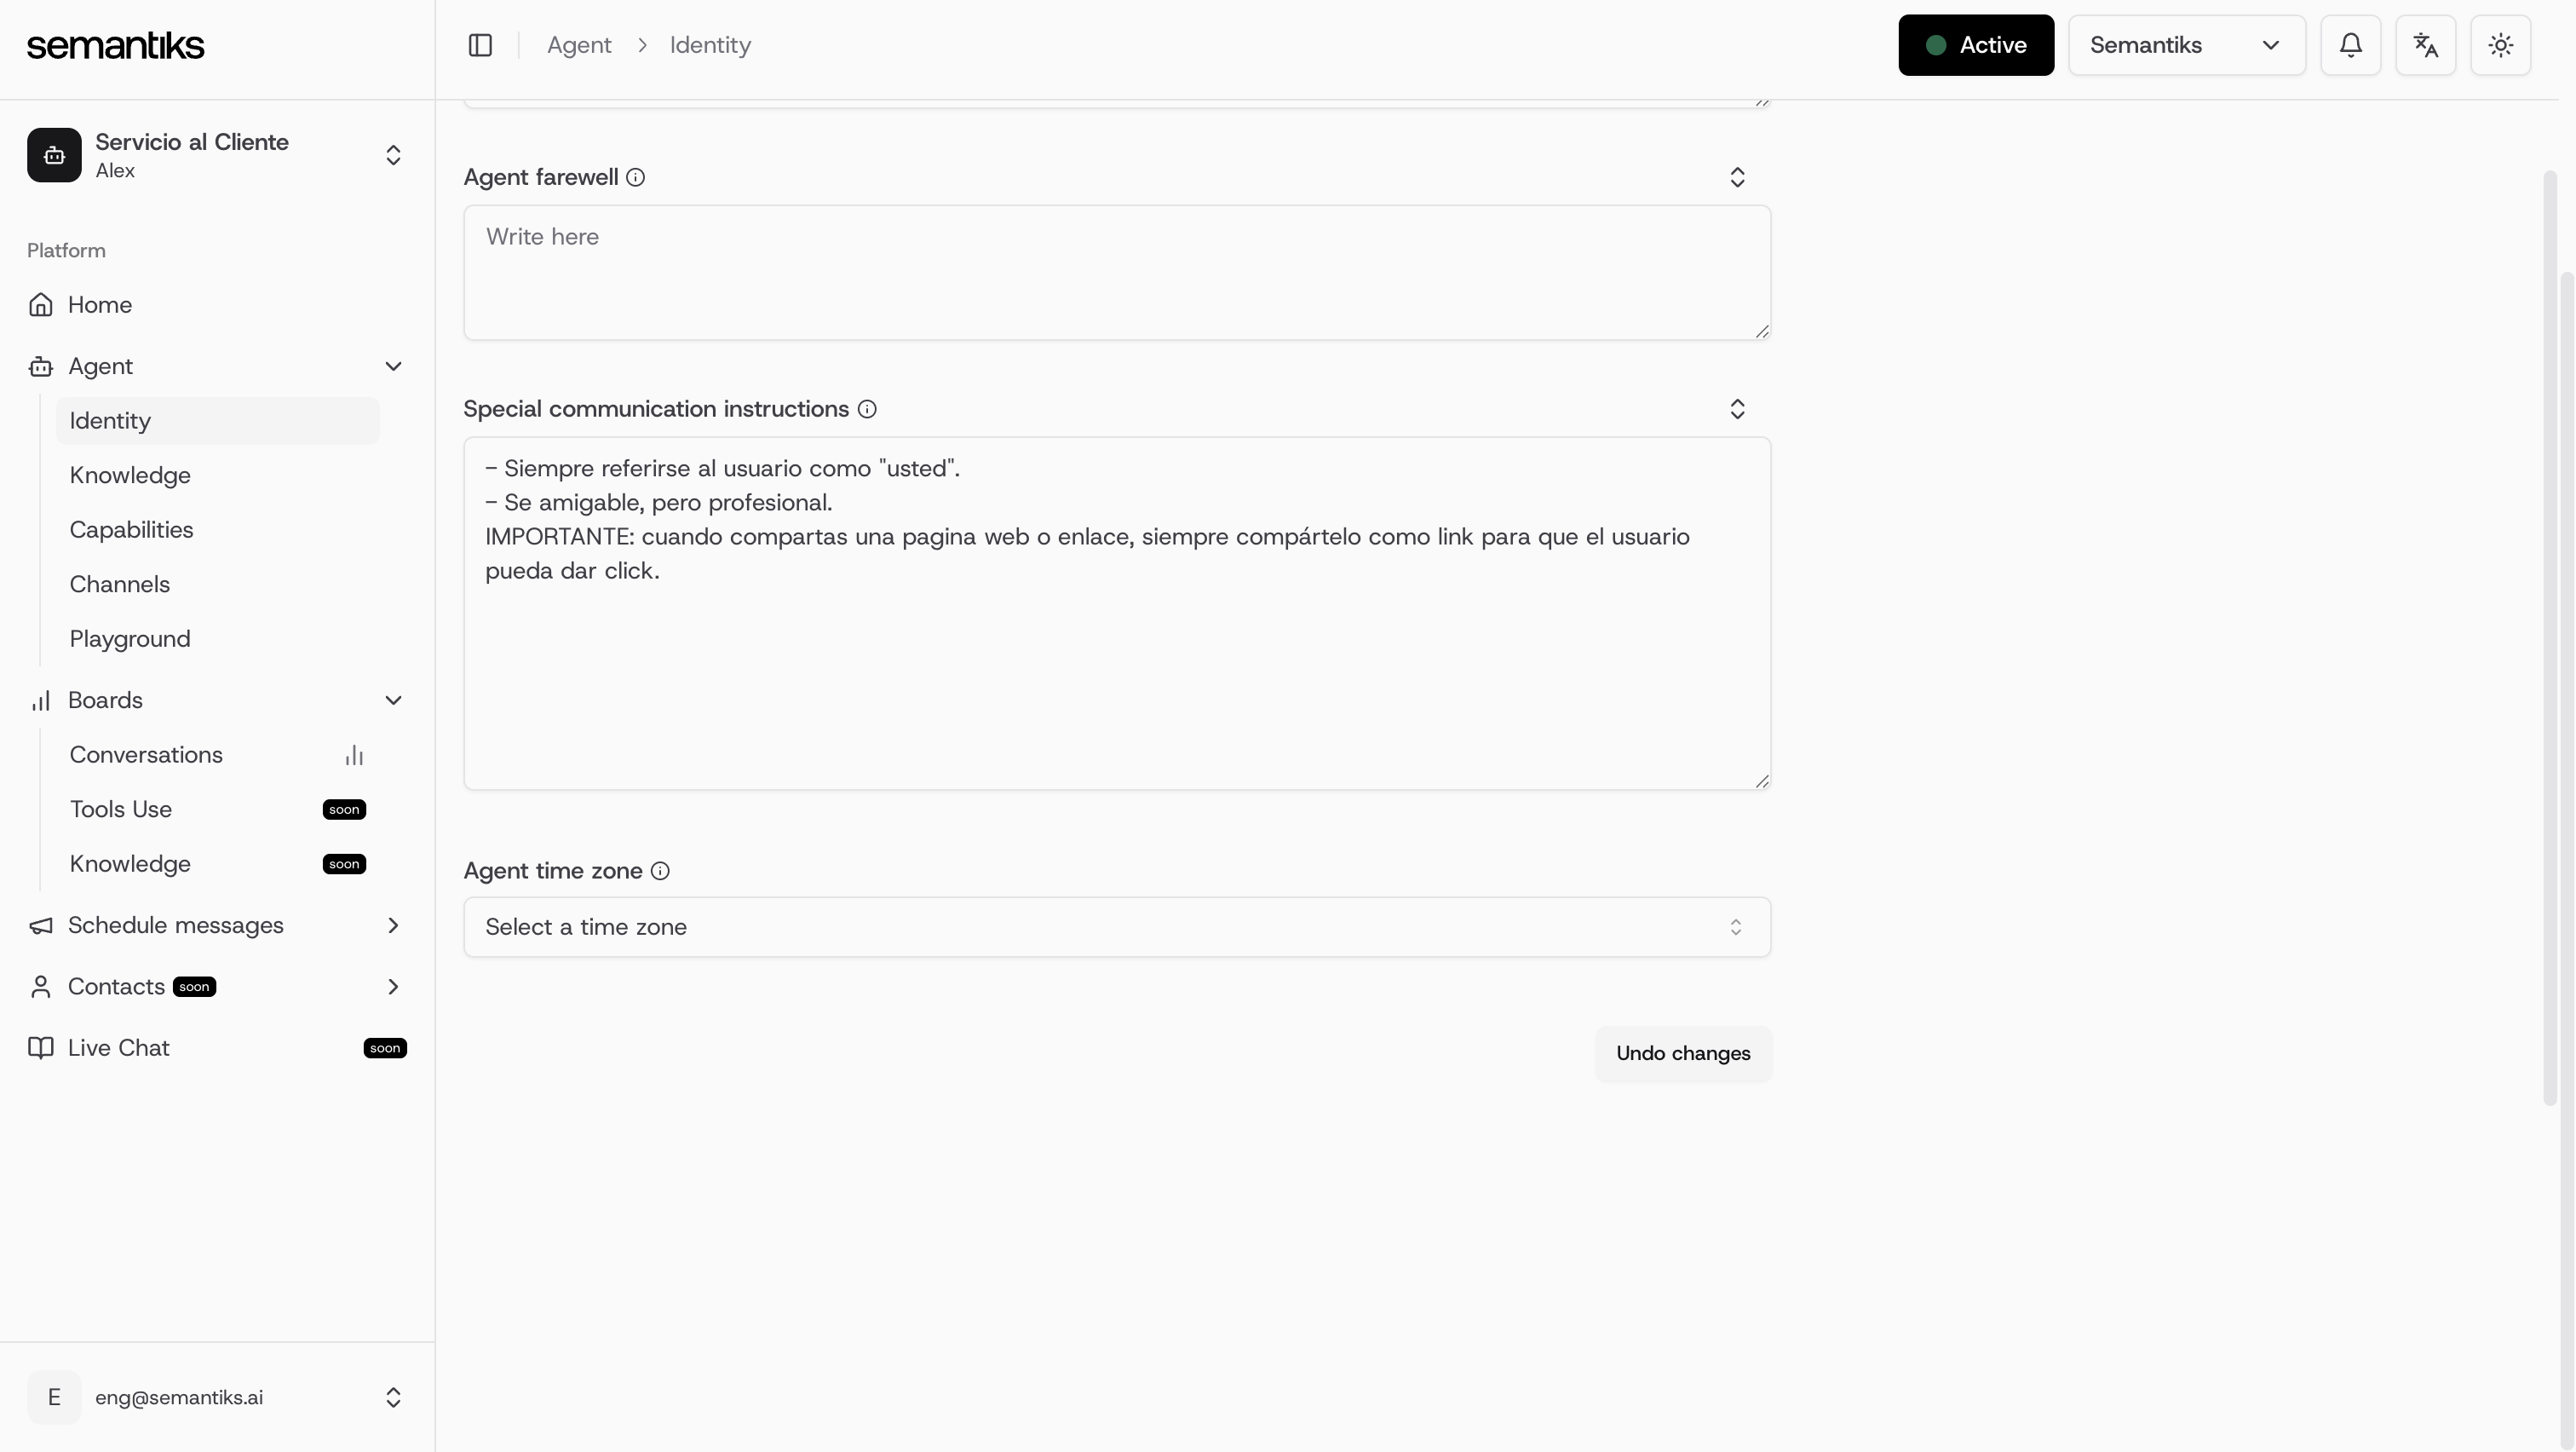 semantiks
Agent
Identity
Active
Semantiks
Servicio al Cliente
Alex
Platform
Home
Agent
Identity
Knowledge
Capabilities
Channels
Playground
Boards
Conversations
Tools Use
soon
Knowledge
soon
Schedule messages
Contacts soon
Live Chat
soon
E
eng@semantiks.ai
Agent farewell
Write here
Special communication instructions
- Siempre referirse al usuario como "usted".
- Se amigable, pero profesional.
IMPORTANTE: cuando compartas una pagina web o enlace, siempre compártelo como link para que el usuario
pueda dar click.
Agent time zone
Select a time zone
Undo changes